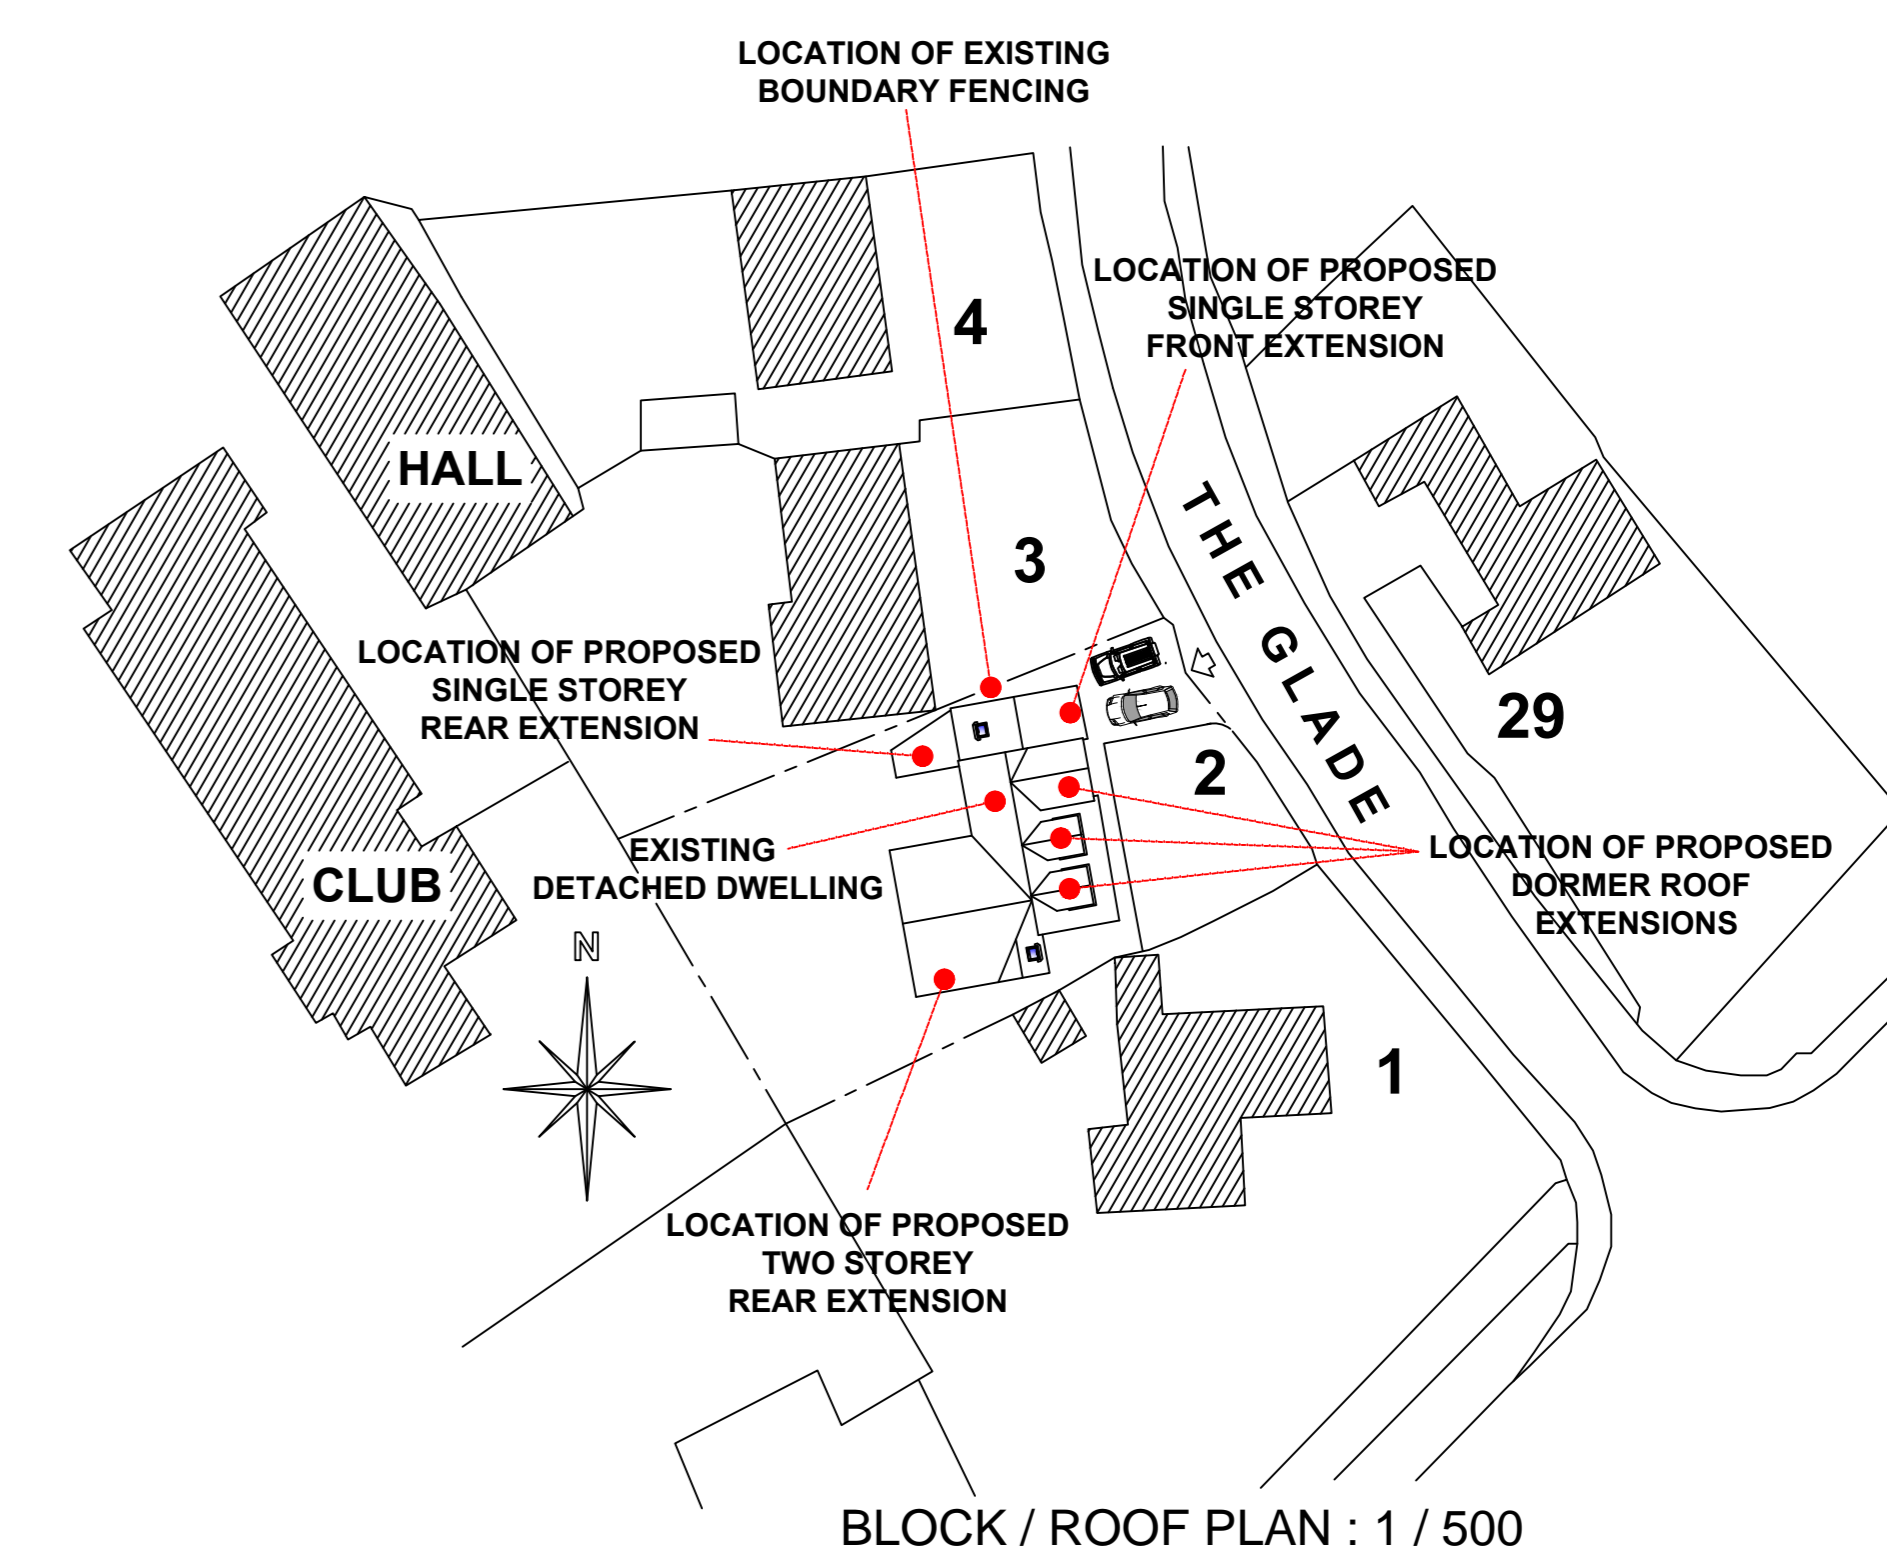 LOCATION OF EXISTING
BOUNDARY FENCING
LOCATION OF PROPOSED
SINGLE STOREY
FRONT EXTENSION
4
HALL
3
THE GLADE
LOCATION OF PROPOSED
SINGLE STOREY
REAR EXTENSION
29
2
EXISTING
DETACHED DWELLING
LOCATION OF PROPOSED
DORMER ROOF
EXTENSIONS
CLUB
N
1
LOCATION OF PROPOSED
TWO STOREY
REAR EXTENSION
BLOCK / ROOF PLAN : 1 / 500